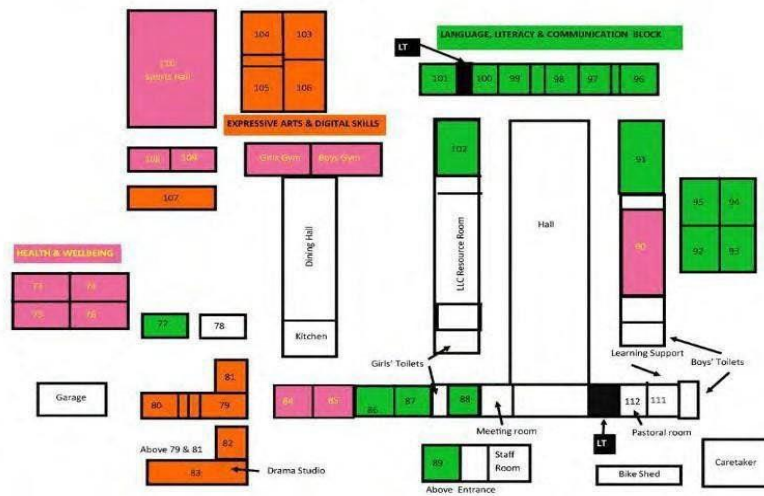 LANGUAGE, LITERACY & COMMUNICATION BLOCK
LT
104 103
105 106
Sports Hall
101 100 99 98 97 96
EXPRESSIVE ARTS & DIGITAL SKILLS
108 109
Girls Gym Boys Gym
107
102
91
95 94
92 93
90
Dining Hall
LLC Resource Room
Hall
HEALTH & WELLBEING
73 74
75 76
77
78
Kitchen
Girls' Toilets
Learning Support
Boys' Toilets
81
Garage
80 79
84 85 86 87 88
112 111
Meeting room
LT
Pastoral room
82
Above 79 & 81
83
Drama Studio
89
Staff
Room
Above Entrance
Bike Shed
Caretaker